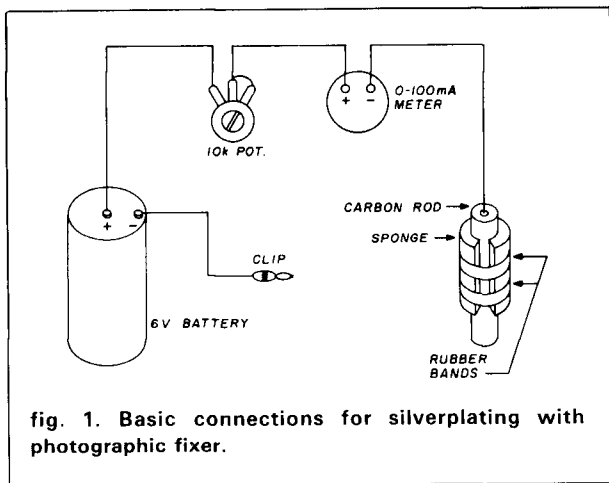 10k POT.
+ -
0-100mA
METER
+ -
6V BATTERY
CLIP
CARBON ROD
SPONGE
RUBBER
BANDS
fig. 1. Basic connections for silverplating with
photographic fixer.